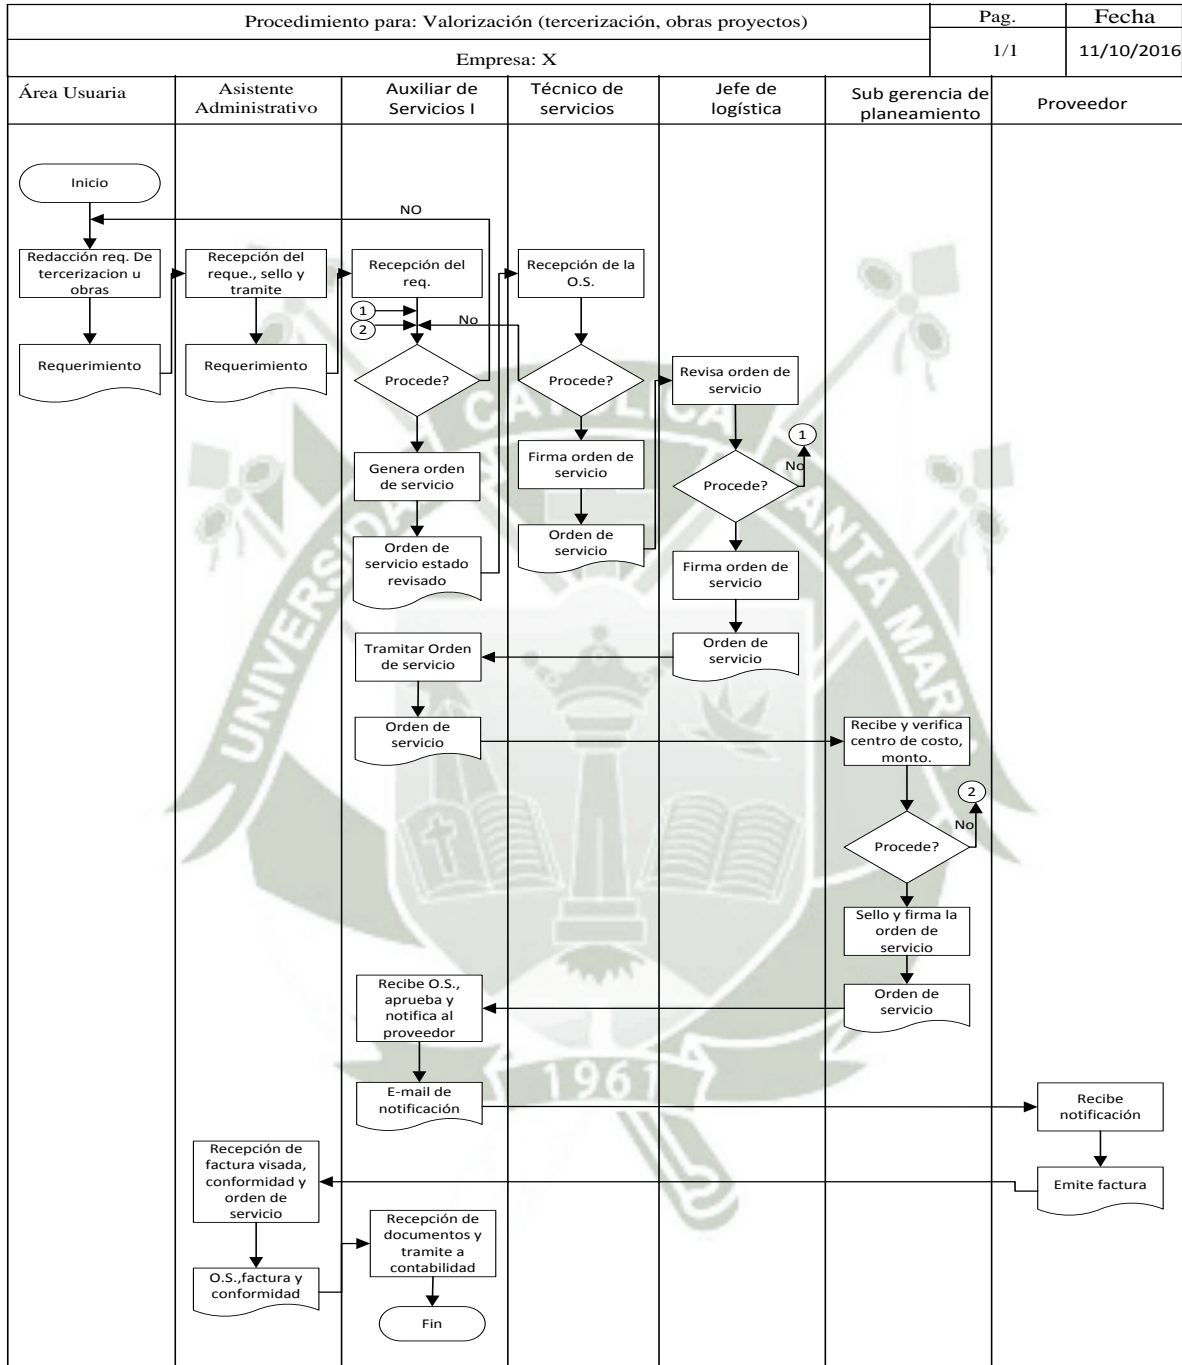 Procedimiento para: Valorización (tercerización, obras proyectos)
Pag.
Fecha
Empresa: X
1/1
11/10/2016
Área Usuaria
Asistente
Administrativo
Auxiliar de
Servicios I
Técnico de
servicios
Jefe de
logística
Sub gerencia de
planeamiento
Proveedor
Inicio
NO
Redacción req. De
tercerizacion u
obras
Recepción del
reque., sello y
tramite
Recepción del
req.
Recepción de la
O.S.
1
2
No
Requerimiento
Requerimiento
Procede?
Procede?
Revisa orden de
servicio
1
No
Genera orden
de servicio
Firma orden de
servicio
Procede?
Orden de
servicio estado
revisado
Orden de
servicio
Firma orden de
servicio
Tramitar Orden
de servicio
Orden de
servicio
Orden de
servicio
Recibe y verifica
centro de costo,
monto.
2
No
Procede?
Sello y firma la
orden de
servicio
Recibe O.S.,
aprueba y
notifica al
proveedor
Orden de
servicio
E-mail de
notificación
Recibe
notificación
Recepción de
factura visada,
conformidad y
orden de
servicio
Emite factura
Recepción de
documentos y
tramite a
contabilidad
O.S.,factura y
conformidad
Fin
UNIVERSIDAD CATOLICA SANTA MARIA
1961